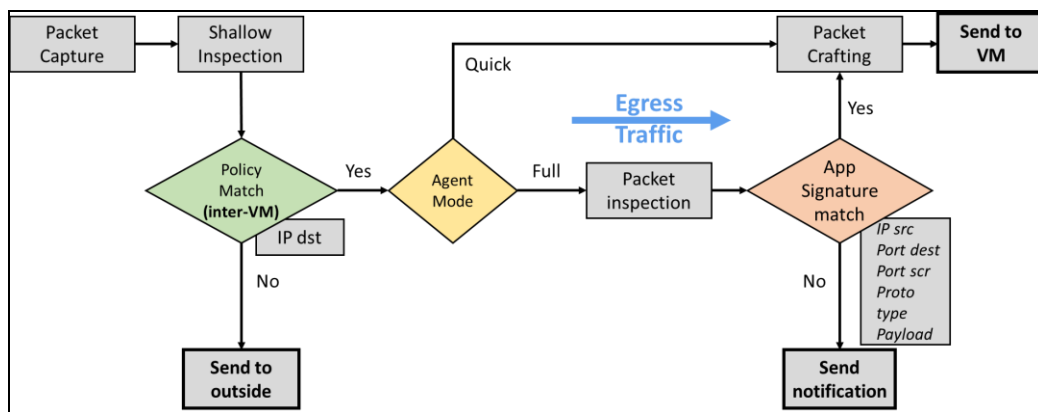 Packet
Capture
Shallow
Inspection
Packet
Crafting
Send to
VM
Quick
Egress
Traffic
Yes
Policy
Match
(inter-VM)
Yes
Agent
Mode
Full
Packet
inspection
App
Signature
match
IP dst
IP src
Port dest
Port scr
Proto
type
Payload
No
No
Send to
outside
Send
notification